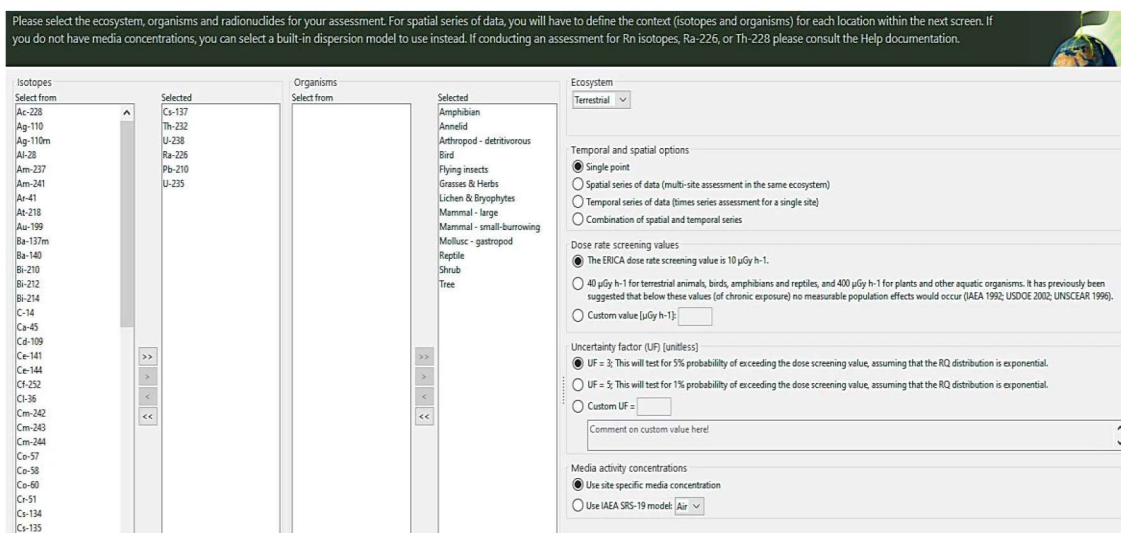 Please select the ecosystem, organisms and radionuclides for your assessment. For spatial series of data, you will have to define the context (isotopes and organisms) for each location within the next screen. If
you do not have media concentrations, you can select a built-in dispersion model to use instead. If conducting an assessment for Rn isotopes, Ra-226, or Th-228 please consult the Help documentation.
Isotopes
Select from
Ac-228
Ag-110
Ag-110m
Al-28
Am-237
Am-241
Ar-41
At-218
Au-199
Ba-137m
Ba-140
Bi-210
Bi-212
Bi-214
C-14
Ca-45
Cd-109
Ce-141
Ce-144
Cf-252
Cl-36
Cm-242
Cm-243
Cm-244
Co-57
Co-58
Co-60
Cr-51
Cs-134
Cs-135
>>
>
<
<<
Selected
Cs-137
Th-232
U-238
Ra-226
Pb-210
U-235
Organisms
Select from
>>
>
<
<<
Selected
Amphibian
Annelid
Arthropod - detritivorous
Bird
Flying insects
Grasses & Herbs
Lichen & Bryophytes
Mammal - large
Mammal - small-burrowing
Mollusc - gastropod
Reptile
Shrub
Tree
Ecosystem
Terrestrial
Temporal and spatial options
Single point
Spatial series of data (multi-site assessment in the same ecosystem)
Temporal series of data (times series assessment for a single site)
Combination of spatial and temporal series
Dose rate screening values
The ERICA dose rate screening value is 10 µGy h-1.
40 µGy h-1 for terrestrial animals, birds, amphibians and reptiles, and 400 µGy h-1 for plants and other aquatic organisms. It has previously been
suggested that below these values (of chronic exposure) no measurable population effects would occur (IAEA 1992; USDOE 2002; UNSCEAR 1996).
Custom value [µGy h-1]:
Uncertainty factor (UF) [unitless]
UF = 3; This will test for 5% probability of exceeding the dose screening value, assuming that the RQ distribution is exponential.
UF = 5; This will test for 1% probability of exceeding the dose screening value, assuming that the RQ distribution is exponential.
Custom UF =
Comment on custom value here!
Media activity concentrations
Use site specific media concentration
Use IAEA SRS-19 model: Air